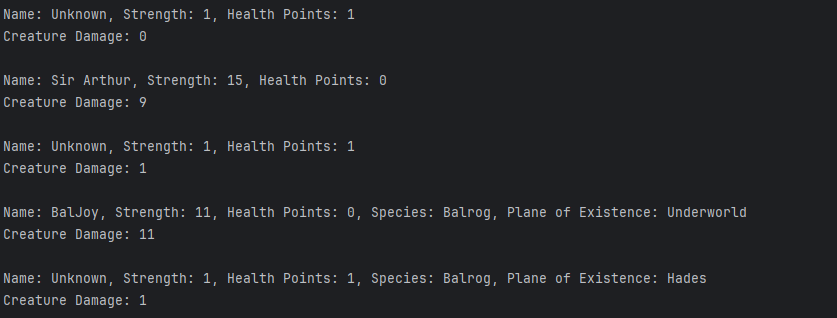 Name: Unknown, Strength: 1, Health Points: 1
Creature Damage: 0
Name: Sir Arthur, Strength: 15, Health Points: 0
Creature Damage: 9
Name: Unknown, Strength: 1, Health Points: 1
Creature Damage: 1
Name: BalJoy, Strength: 11, Health Points: 0, Species: Balrog, Plane of Existence: Underworld
Creature Damage: 11
Name: Unknown, Strength: 1, Health Points: 1, Species: Balrog, Plane of Existence: Hades
Creature Damage: 1